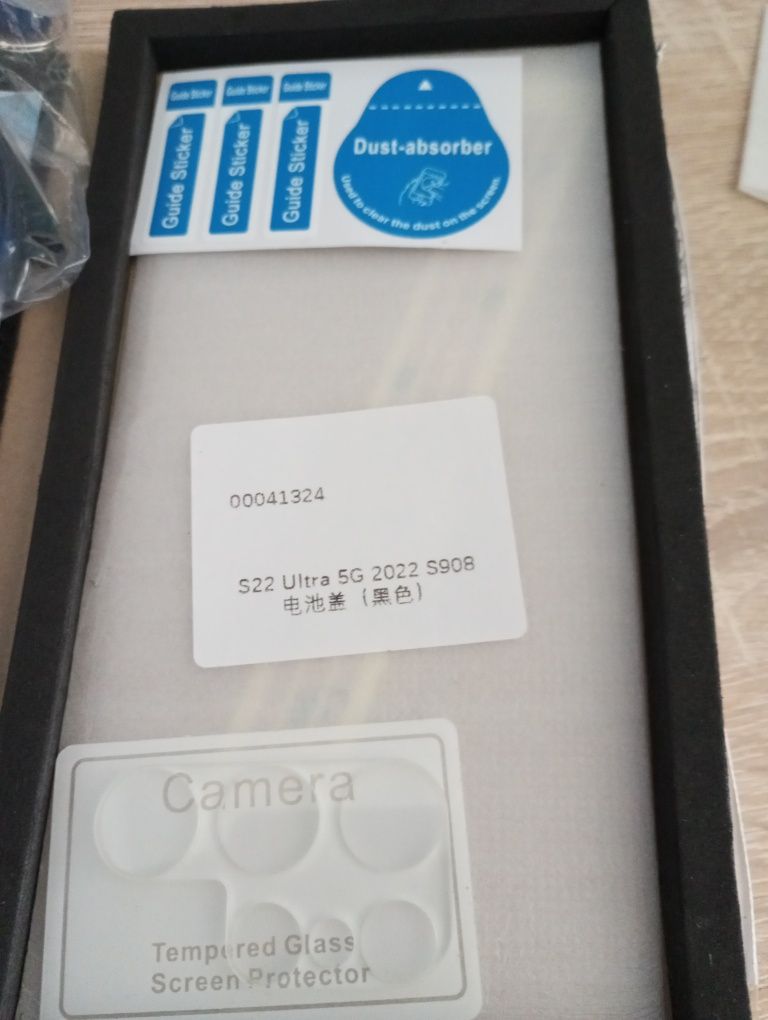 Guide Sticker
Guide Sticker
Guide Sticker
Guide Sticker
Guide Sticker
Guide Sticker
Dust-absorber
Used to clear the dust on the screen
00041324
S22 Ultra 5G 2022 S908
电池盖（黑色）
Camera
Tempered Glass
Screen Protector